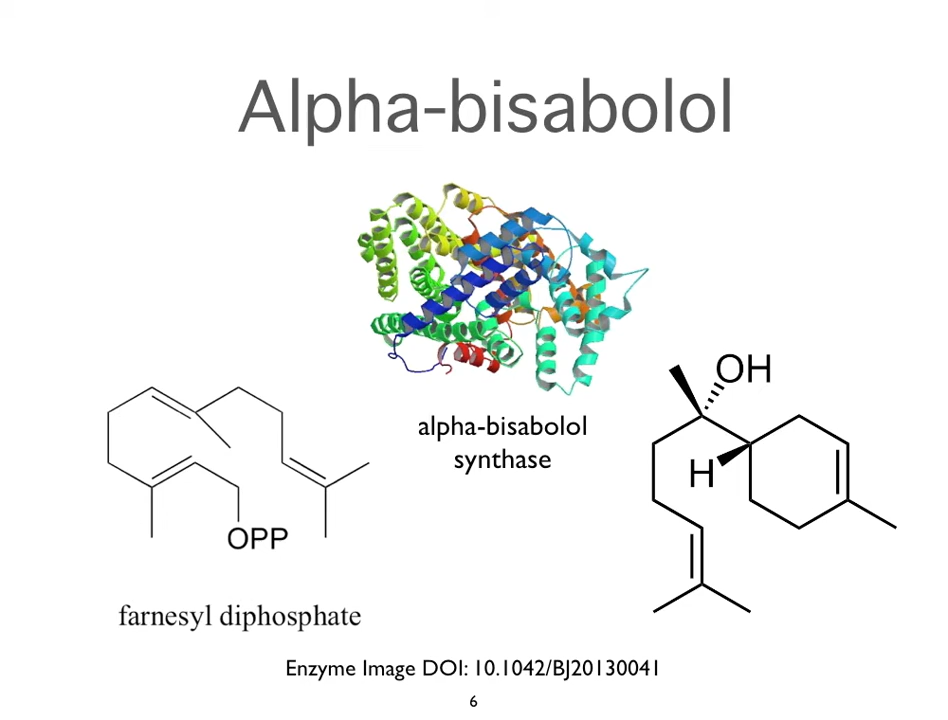 Alpha-bisabolol
OH
alpha-bisabolol
synthase
H
OPP
farnesyl diphosphate
Enzyme Image DOI: 10.1042/BJ20130041
6